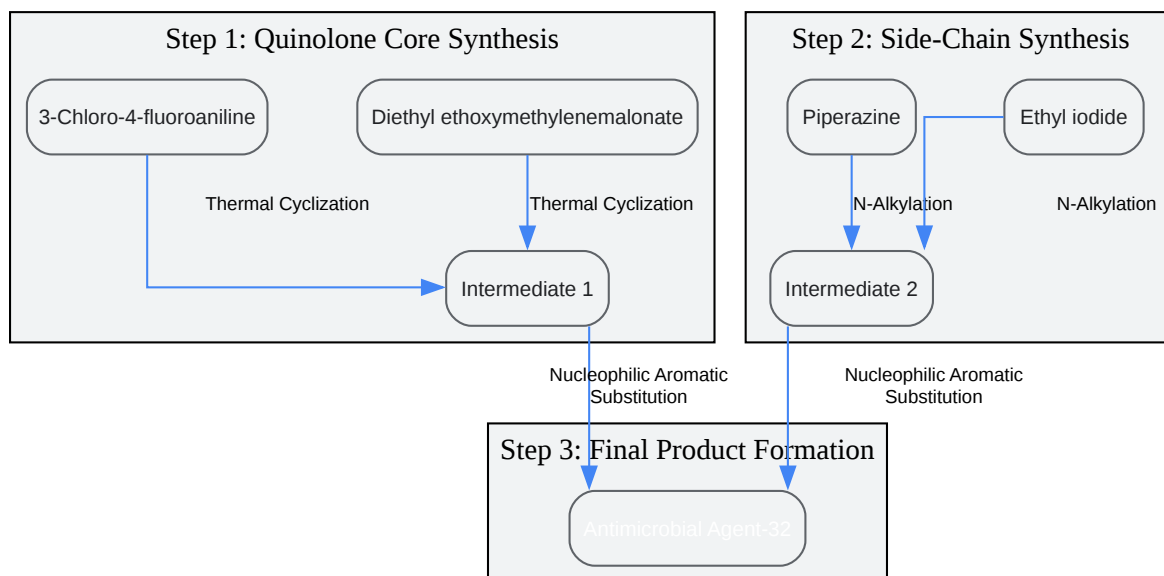 Step 1: Quinolone Core Synthesis
Step 2: Side-Chain Synthesis
3-Chloro-4-fluoroaniline
Diethyl ethoxymethylenemalonate
Piperazine
Ethyl iodide
Thermal Cyclization
Thermal Cyclization
N-Alkylation
N-Alkylation
Intermediate 1
Intermediate 2
Nucleophilic Aromatic
Substitution
Nucleophilic Aromatic
Substitution
Step 3: Final Product Formation
Antimicrobial Agent-32